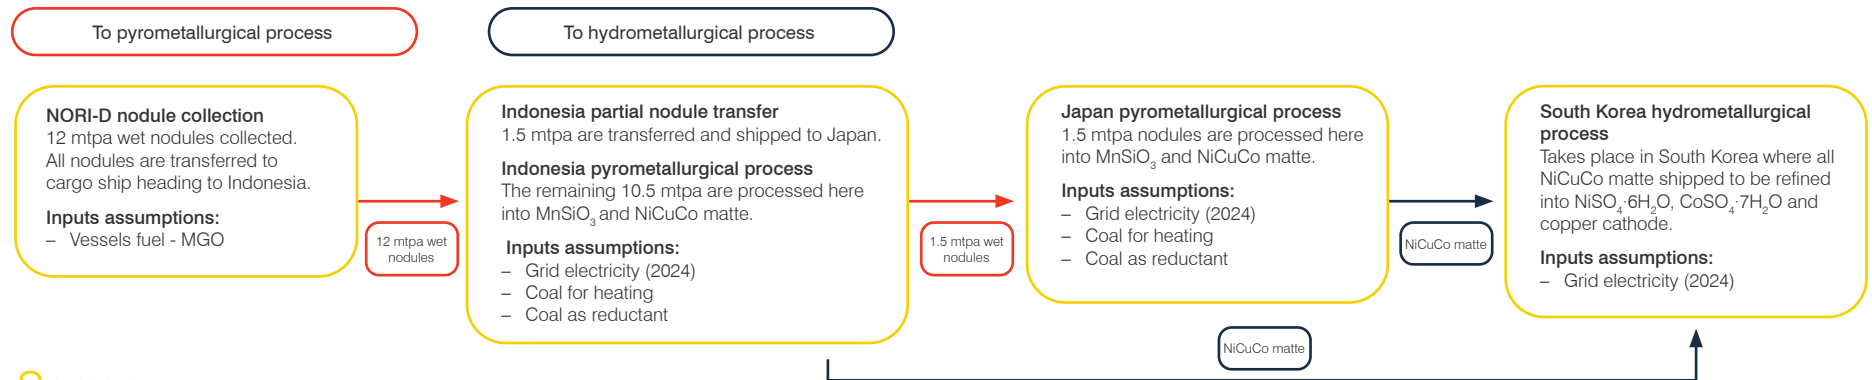 To pyrometallurgical process
To hydrometallurgical process
NORI-D nodule collection
12 mtpa wet nodules collected.
All nodules are transferred to
cargo ship heading to Indonesia.
Inputs assumptions:
– Vessels fuel - MGO
12 mtpa wet
nodules
Indonesia partial nodule transfer
1.5 mtpa are transferred and shipped to Japan.
Indonesia pyrometallurgical process
The remaining 10.5 mtpa are processed here
into MnSiO₃ and NiCuCo matte.
Inputs assumptions:
– Grid electricity (2024)
– Coal for heating
– Coal as reductant
1.5 mtpa wet
nodules
Japan pyrometallurgical process
1.5 mtpa nodules are processed here
into MnSiO₃ and NiCuCo matte.
Inputs assumptions:
– Grid electricity (2024)
– Coal for heating
– Coal as reductant
NiCuCo matte
South Korea hydrometallurgical
process
Takes place in South Korea where all
NiCuCo matte shipped to be refined
into NiSO₄·6H₂O, CoSO₄·7H₂O and
copper cathode.
Inputs assumptions:
– Grid electricity (2024)
NiCuCo matte